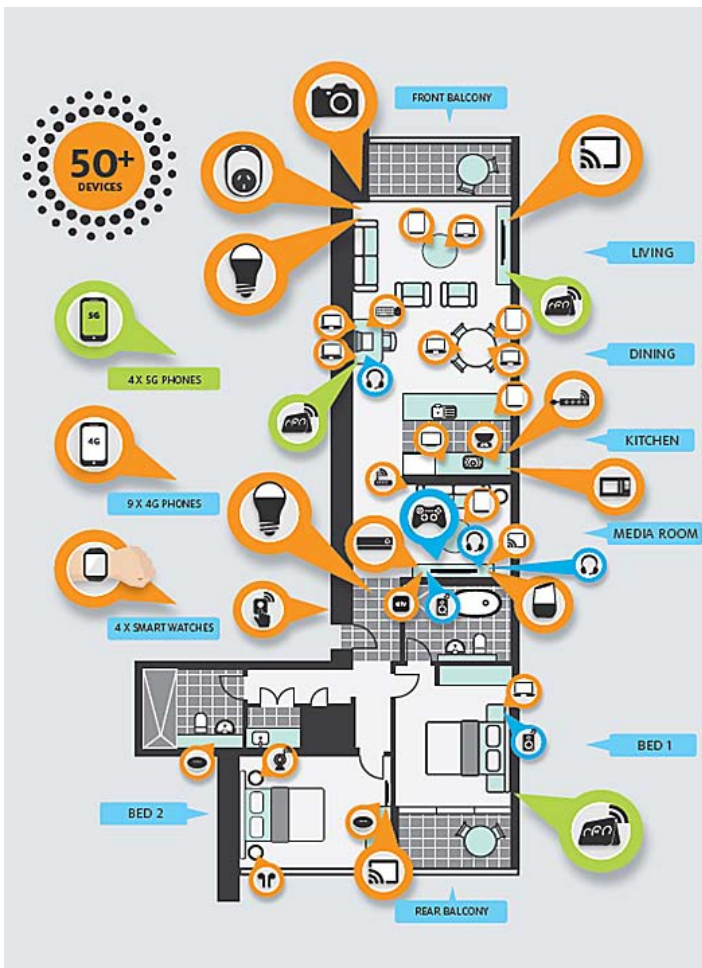 FRONT BALCONY
50+
DEVICES
LIVING
5G
4 X 5G PHONES
DINING
4G
KITCHEN
9 X 4G PHONES
MEDIA ROOM
4 X SMART WATCHES
tv
BED 1
BED 2
REAR BALCONY